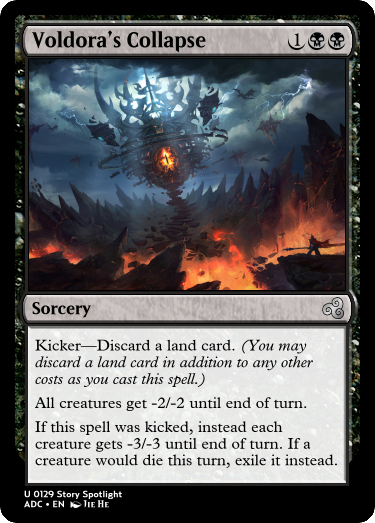 Voldora's Collapse 1
Sorcery
Kicker—Discard a land card. (You may
discard a land card in addition to any other
costs as you cast this spell.)
All creatures get -2/-2 until end of turn.
If this spell was kicked, instead each
creature gets -3/-3 until end of turn. If a
creature would die this turn, exile it instead.
U 0129 Story Spotlight
ADC • EN JIE HE